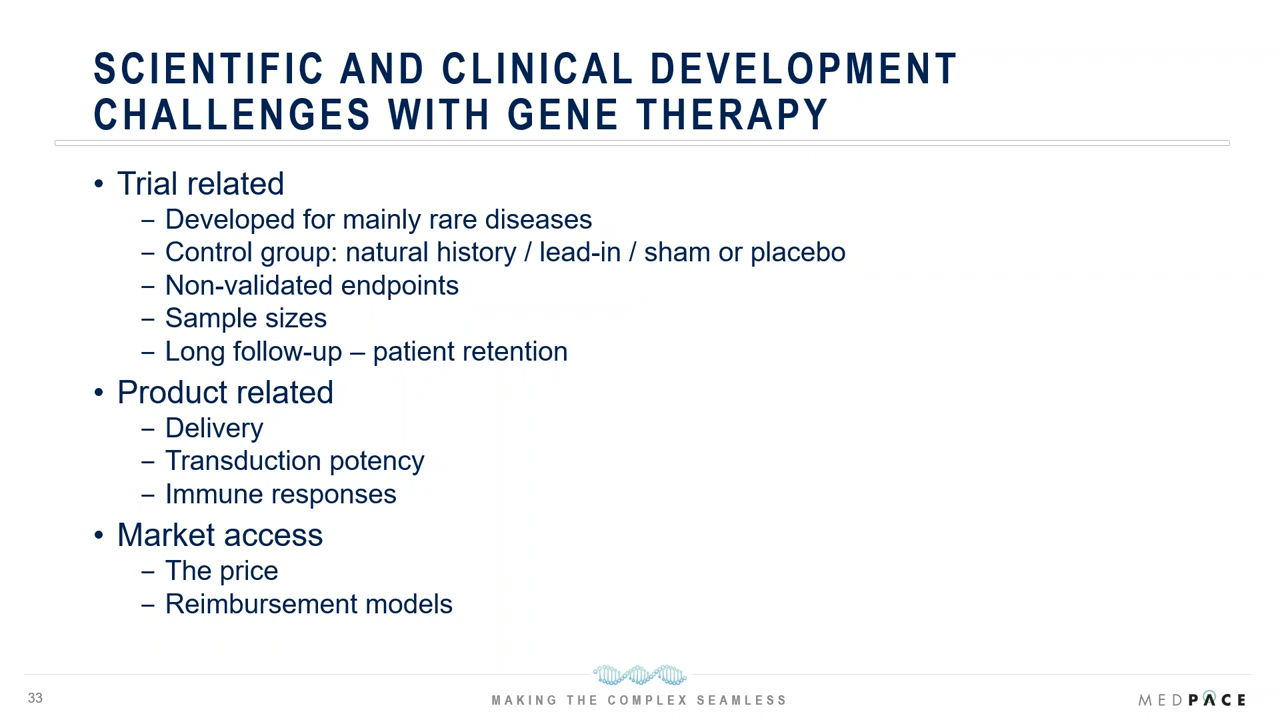 SCIENTIFIC AND CLINICAL DEVELOPMENT
CHALLENGES WITH GENE THERAPY
• Trial related
– Developed for mainly rare diseases
– Control group: natural history / lead-in / sham or placebo
– Non-validated endpoints
– Sample sizes
– Long follow-up – patient retention
• Product related
– Delivery
– Transduction potency
– Immune responses
• Market access
– The price
– Reimbursement models
33
MAKING THE COMPLEX SEAMLESS
MEDPACE